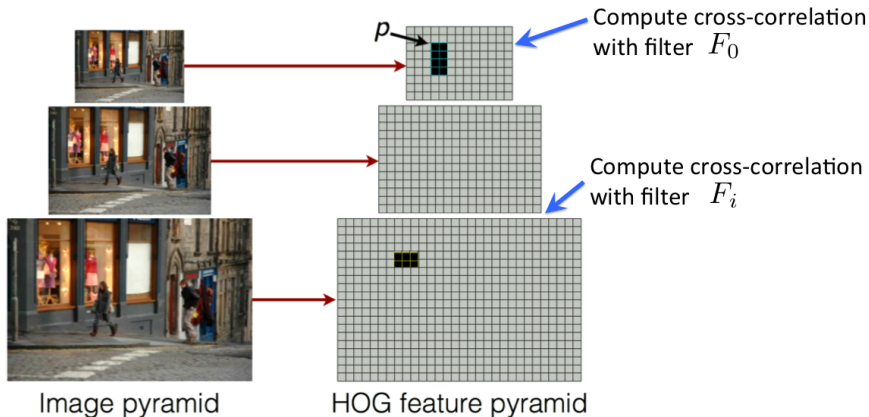 Compute cross-correlation
with filter F₀
p
Compute cross-correlation
with filter Fᵢ
Image pyramid
HOG feature pyramid